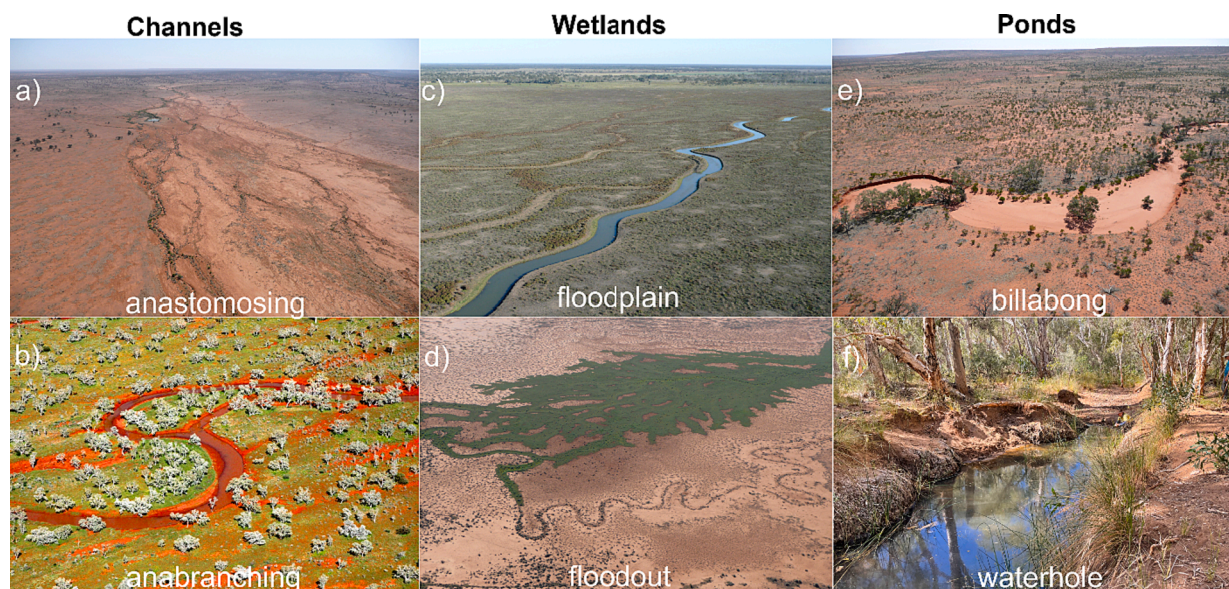 Channels
Wetlands
Ponds
a)
anastomosing
c)
floodplain
e)
billabong
b)
anabranching
d)
floodout
f)
waterhole